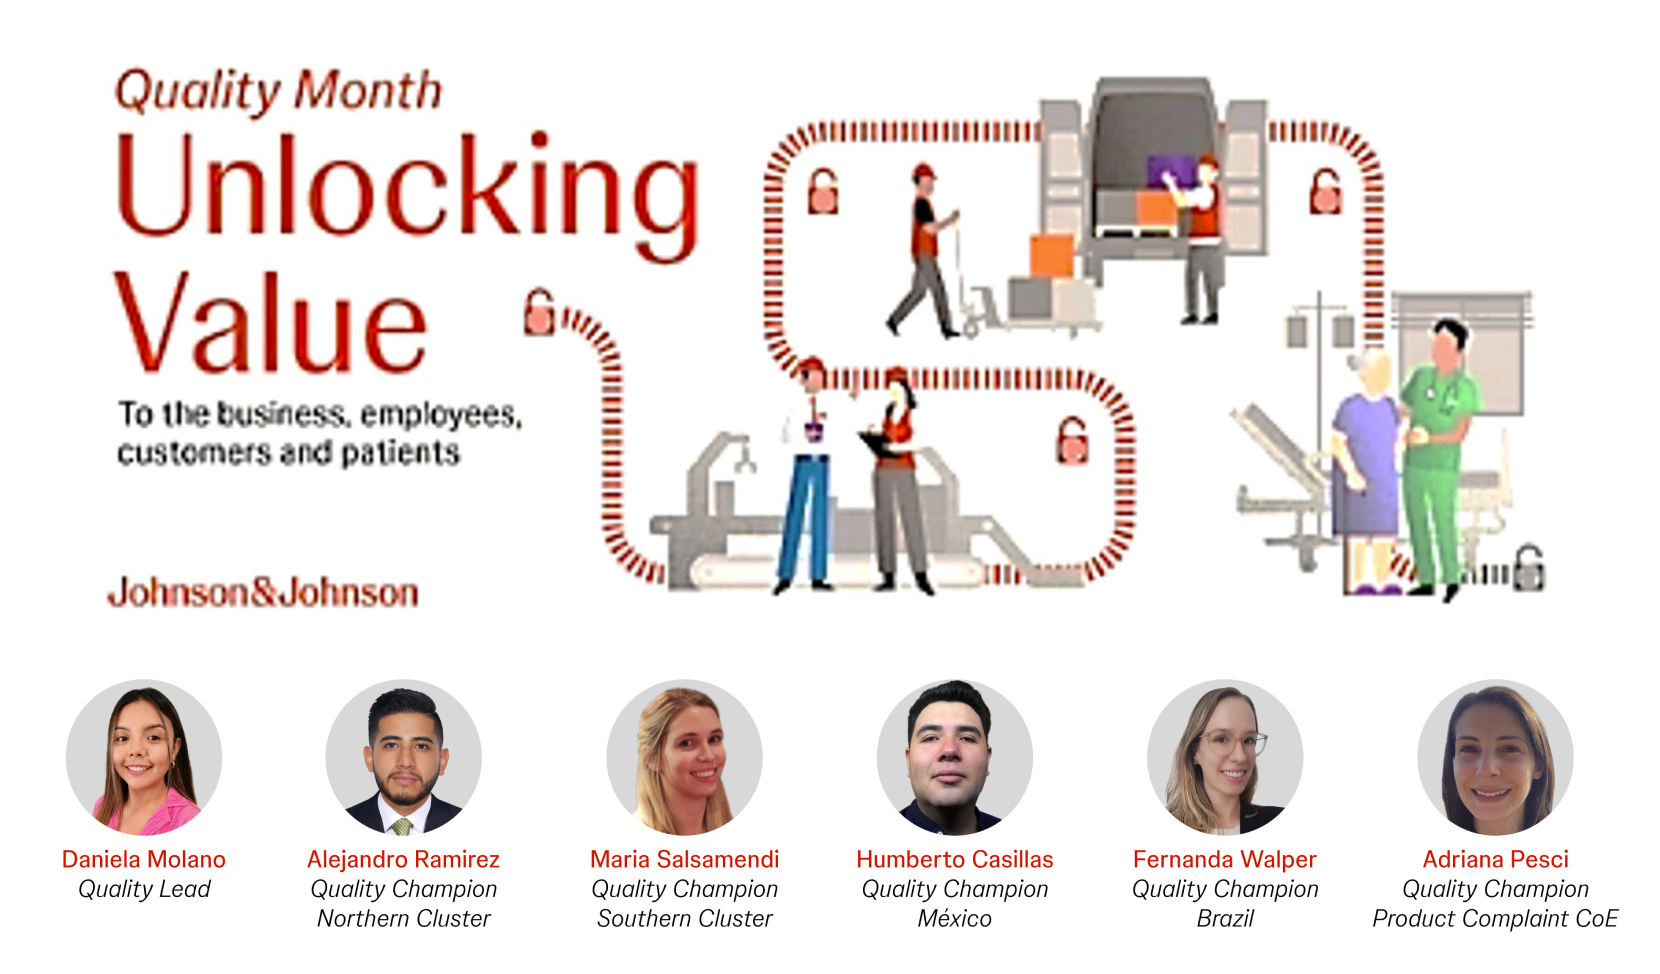 Quality Month
Unlocking
Value
To the business, employees,
customers and patients
Johnson&Johnson
Daniela Molano
Quality Lead
Alejandro Ramirez
Quality Champion
Northern Cluster
Maria Salsamendi
Quality Champion
Southern Cluster
Humberto Casillas
Quality Champion
México
Fernanda Walper
Quality Champion
Brazil
Adriana Pesci
Quality Champion
Product Complaint CoE